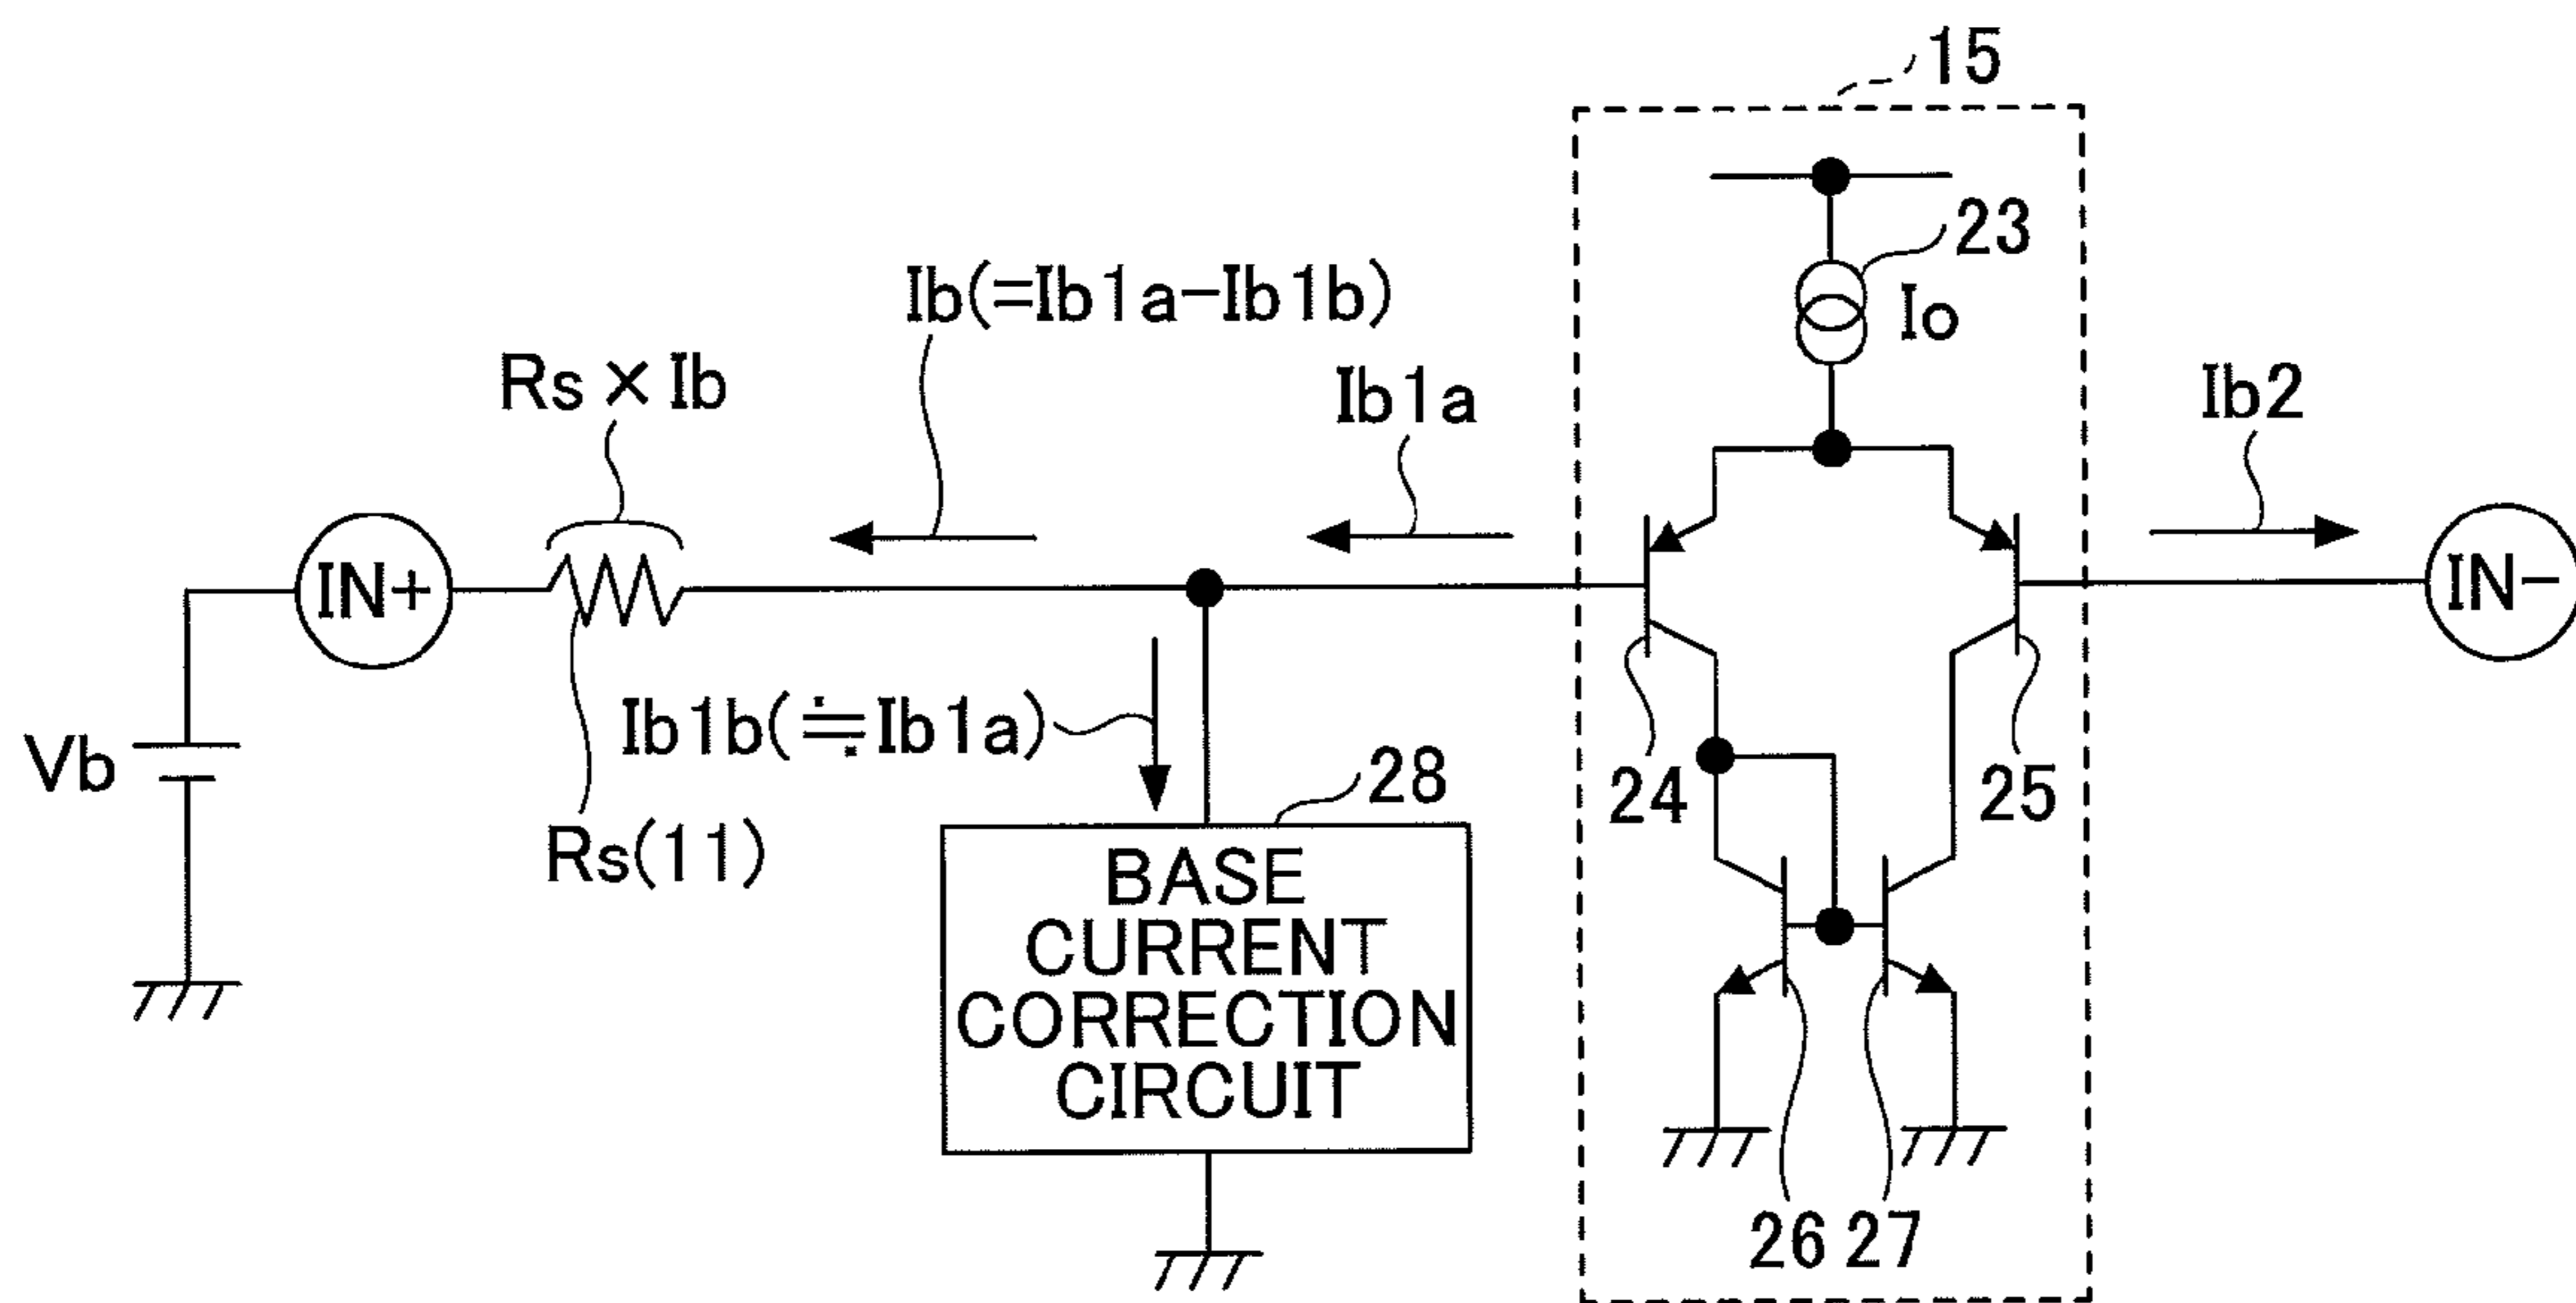 15
23
Io
Ib(=Ib1a-Ib1b)
Rs × Ib
Ib1a
Ib2
IN+
IN-
Ib1b(≒Ib1a)
Vb
28
24
25
Rs(11)
BASE
CURRENT
CORRECTION
CIRCUIT
26
27